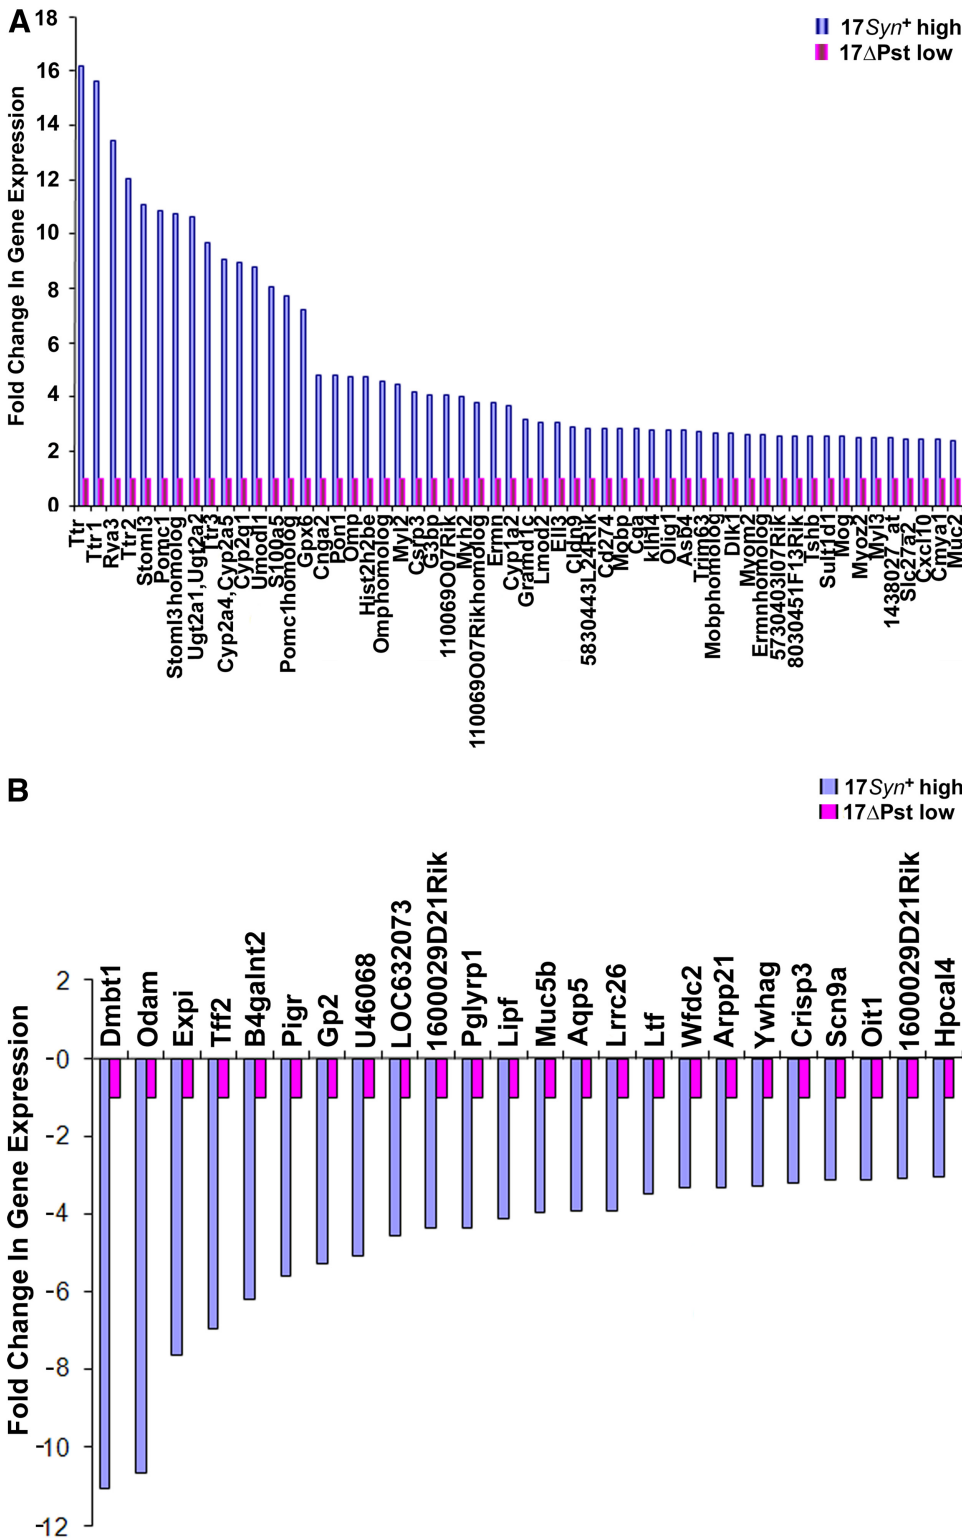 A
17Syn+ high
17ΔPst low
Fold Change In Gene Expression
18
16
14
12
10
8
6
4
2
0
Ttr
Ttr1
Rva3
Ttr2
Stoml3
Pomc1
Stoml3homolog
Ugt2a1,Ugt2a2
Ttr3
Cyp2a4,Cyp2a5
Cyp2g1
Umodl1
S100a5
Pomc1homolog
Gpx6
Cnga2
Pon1
Omp
Hist2h2be
Omphomolog
Myl2
Csrp3
G3bp
110069O07Rik
Myh2
110069O07Rikhomolog
Ermn
Cyp1a2
Gramd1c
Lmod2
Ell3
Cldn9
5830443L24Rik
Cd274
Mobp
Cga
klhl4
Olig1
Asb4
Trim63
Mobphomolog
Dlk1
Myom2
Ermnhomolog
5730403I07Rik
8030451F13Rik
Tshb
Sult1d1
Mog
Myoz2
Myl3
1438027_at
Slc27a2
Cxcl10
Cmya1
Muc2
B
17Syn+ high
17ΔPst low
Fold Change In Gene Expression
2
-0
-2
-4
-6
-8
-10
-12
Dmbt1
Odam
Expi
Tff2
B4galnt2
Pigr
Gp2
U46068
LOC632073
1600029D21Rik
Pglyrp1
Lipf
Muc5b
Aqp5
Lrrc26
Ltf
Wfdc2
Arpp21
Ywhag
Crisp3
Scn9a
Oit1
1600029D21Rik
Hpcal4